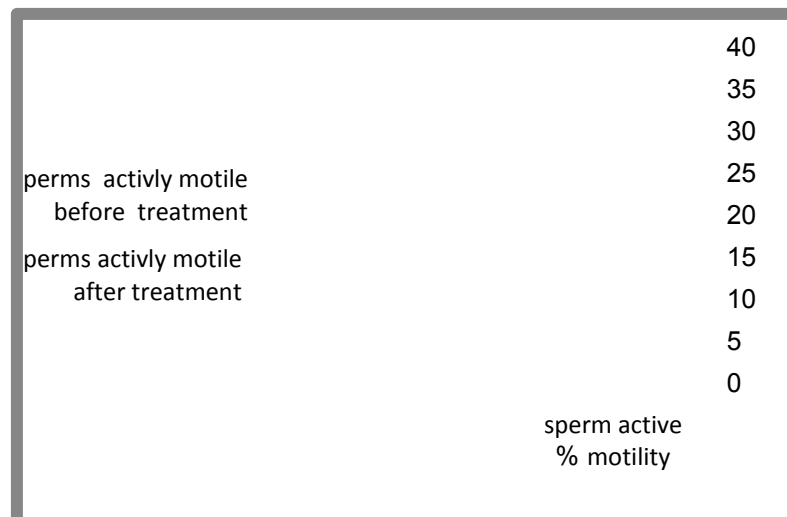 40
35
30
25
20
15
10
5
0
perms activly motile
before treatment
perms activly motile
after treatment
sperm active
% motility